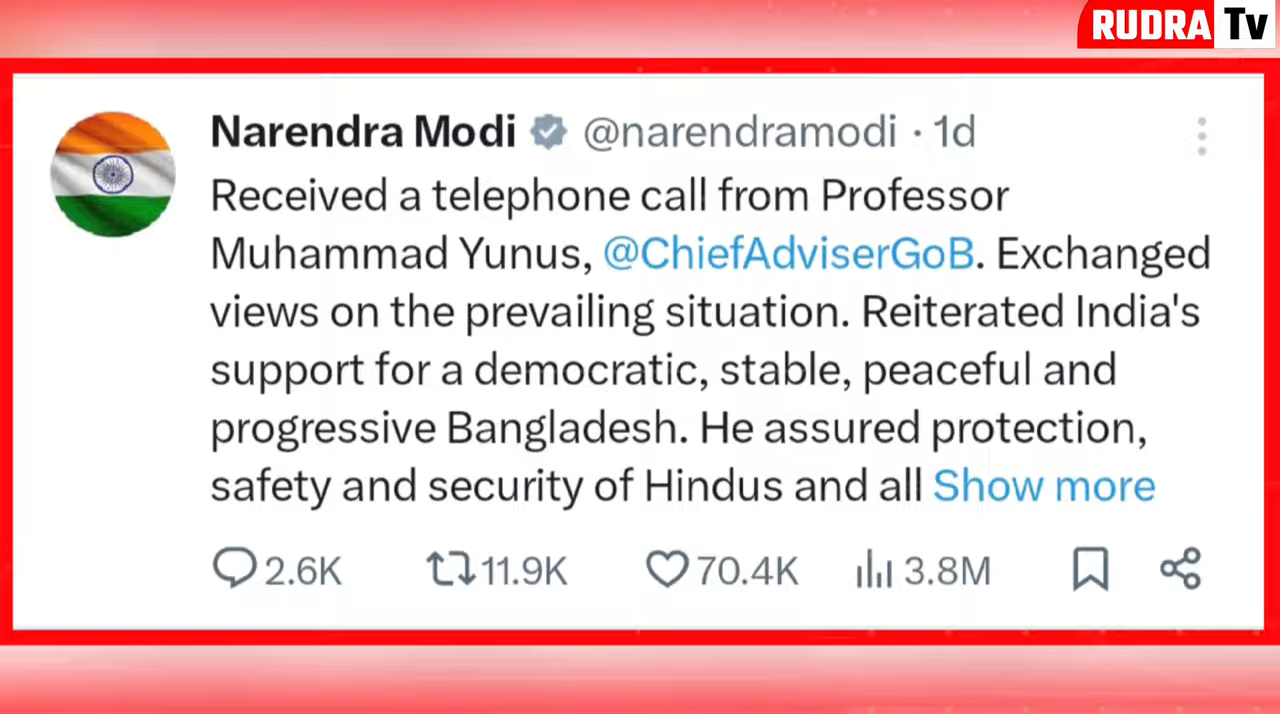 RUDRA Tv
Narendra Modi @narendramodi · 1d
Received a telephone call from Professor
Muhammad Yunus, @ChiefAdviserGoB. Exchanged
views on the prevailing situation. Reiterated India's
support for a democratic, stable, peaceful and
progressive Bangladesh. He assured protection,
safety and security of Hindus and all Show more
2.6K 11.9K 70.4K 3.8M